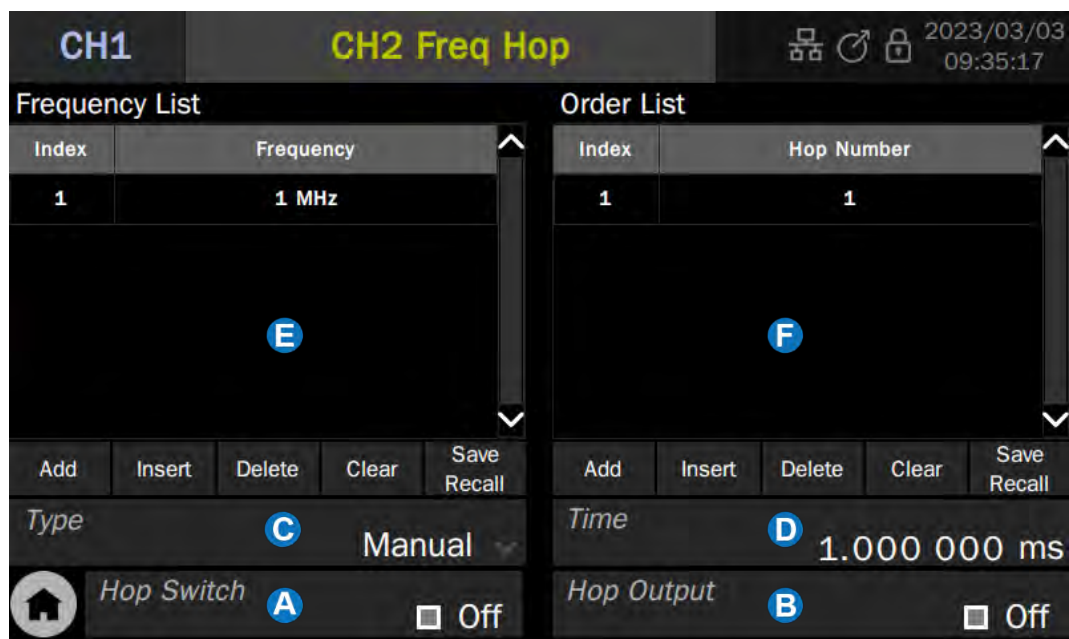 CH1
CH2 Freq Hop
2023/03/03
09:35:17
Frequency List
Order List
Index Frequency
Index Hop Number
1 1 MHz
1 1
E
F
Add Insert Delete Clear Save Recall
Add Insert Delete Clear Save Recall
Type C Manual
Time D 1.000 000 ms
Hop Switch A Off
Hop Output B Off